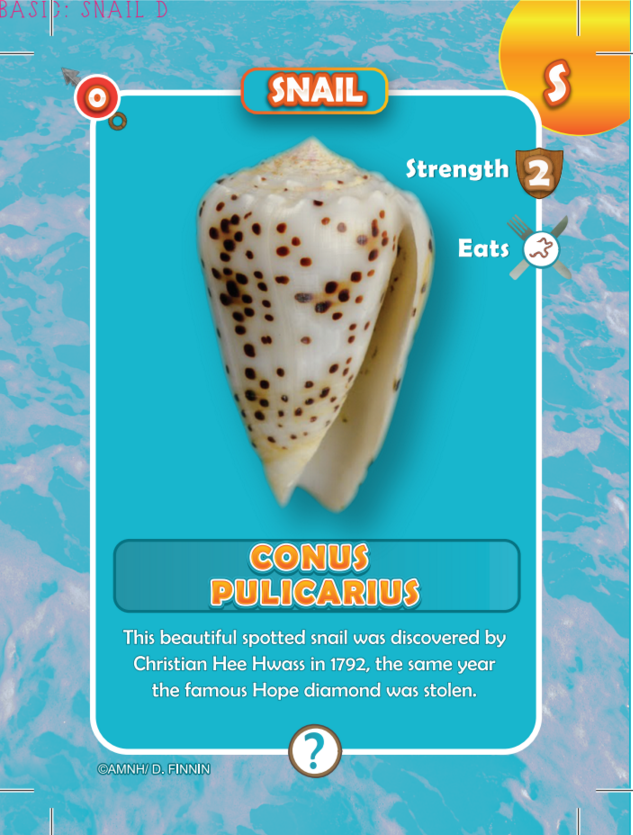 BASIC: SNAIL D
S
O
SNAIL
Strength 2
Eats
CONUS
PULICARIUS
This beautiful spotted snail was discovered by
Christian Hee Hwass in 1792, the same year
the famous Hope diamond was stolen.
?
©AMNH/ D. FINNIN